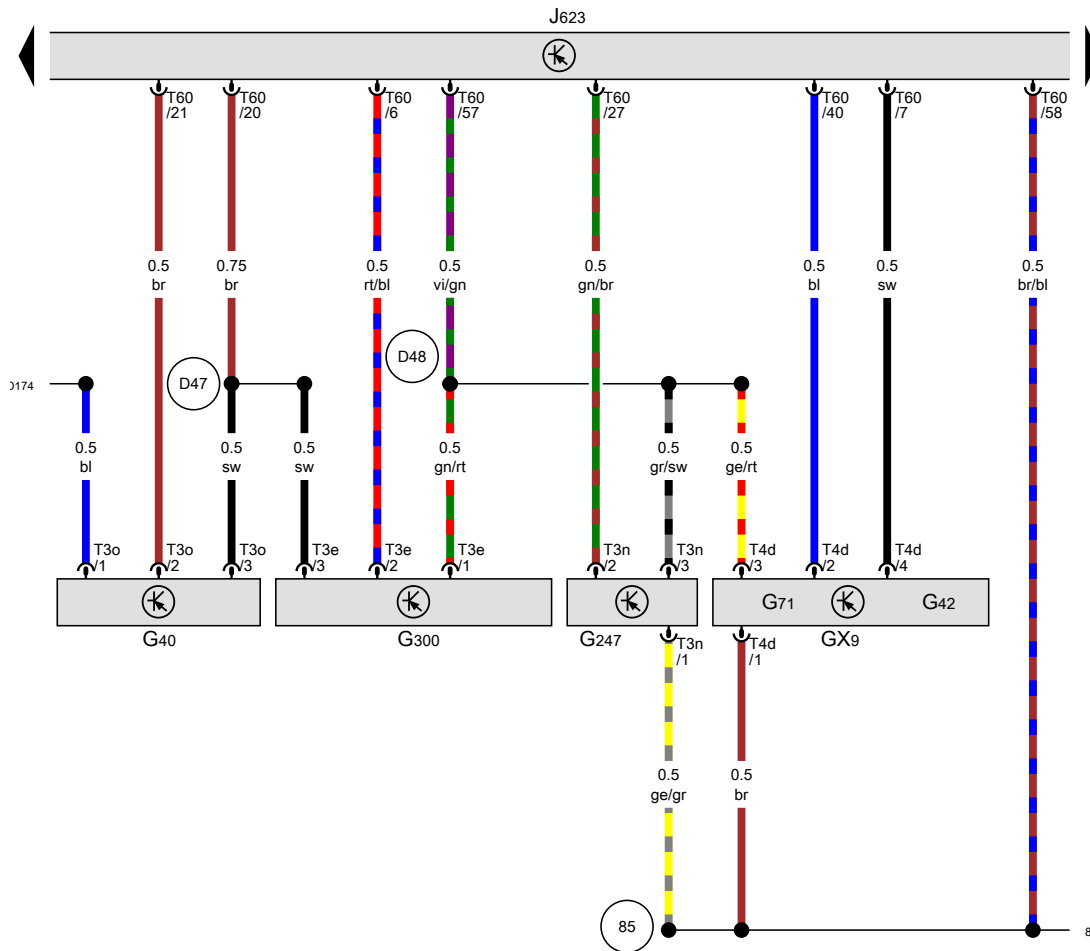 J623
T60 T60 T60 T60 T60 T60 T60 T60
/21 /20 /6 /57 /27 /40 /7 /58
0.5 0.75 0.5 0.5 0.5 0.5 0.5 0.5
br br rt/bl vi/gn gn/br bl sw br/bl
D48
D47
0.5 0.5 0.5 0.5 0.5 0.5
bl sw sw gn/rt gr/sw ge/rt
T3o T3o T3o T3e T3e T3e T3n T3n T4d T4d T4d
/1 /2 /3 /3 /2 /1 /2 /3 /3 /2 /4
G71 G42
G40 G300 G247 GX9
T3n T4d
/1 /1
0.5 0.5
ge/gr br
85